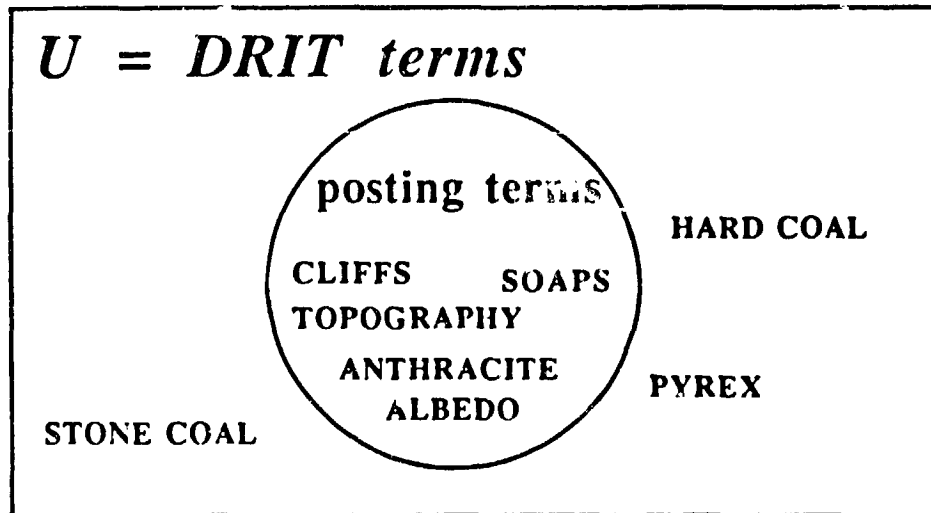 U = DRIT terms
posting terms
HARD COAL
CLIFFS SOAPS
TOPOGRAPHY
ANTHRACITE
PYREX
ALBEDO
STONE COAL